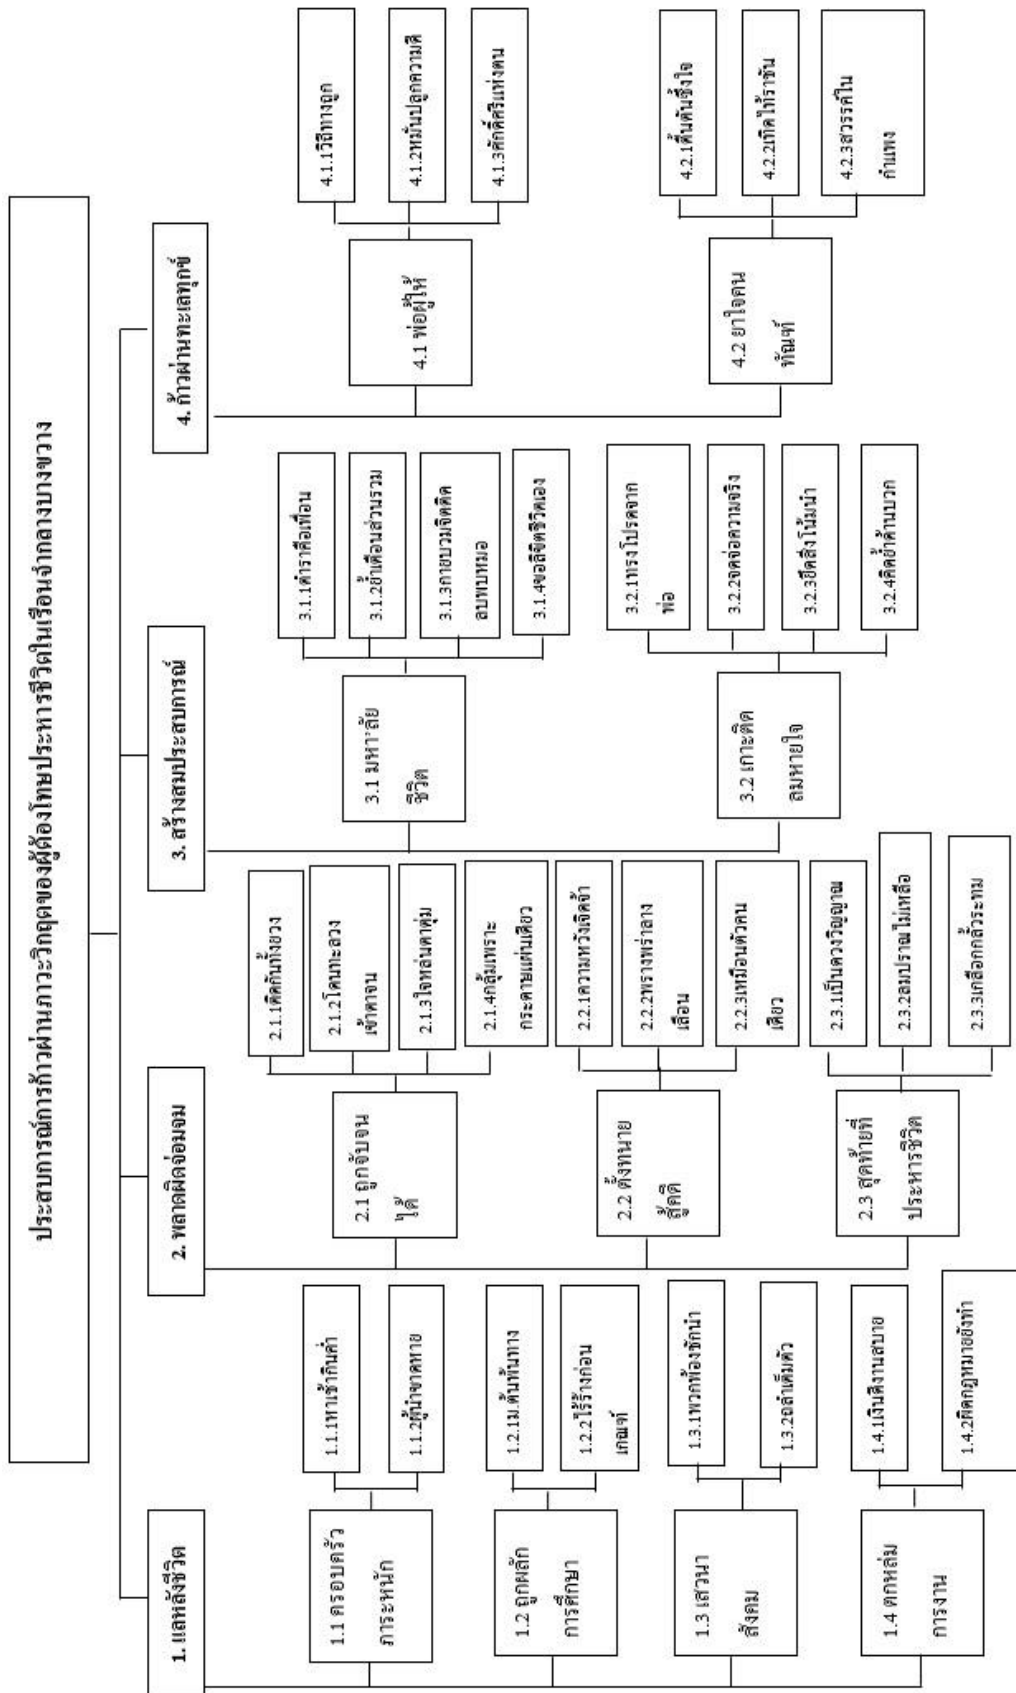 ประสบการณ์การก้าวผ่านภาวะวิกฤตของผู้ต้องโทษประหารชีวิตในเรือนจำกลางบางขวาง
1. แลหลังชีวิต
1.1 ครอบครัว
ภาระหนัก
1.1.1หาเช้ากินค่ำ
1.1.2ผู้นำขาดหาย
1.2 ถูกผลัก
การศึกษา
1.2.1ม.ต้นพ้นทาง
1.2.2ไร้ร้างก่อน
เกณฑ์
1.3 เสวนา
สังคม
1.3.1พวกพ้องชักนำ
1.3.2ถลำเต็มตัว
1.4 ตกหล่ม
การงาน
1.4.1เงินดีงานสบาย
1.4.2ผิดกฎหมายยังทำ
2. พลาดผิดจ่อมจม
2.1 ถูกจับจน
ได้
2.1.1ติดกันทั้งยวง
2.1.2โดนทะลวง
เข้าตาจน
2.1.3ใจหล่นตาตุ่ม
2.1.4กลุ้มเพราะ
กระดาษแผ่นเดียว
2.2 ตั้งทนาย
สู้คดี
2.2.1ความหวังเจิดจ้า
2.2.2พร่างพร่าลาง
เลือน
2.2.3เหมือนตัวคน
เดียว
2.3 สุดท้ายที่
ประหารชีวิต
2.3.1เป็นดวงวิญญาณ
2.3.2ลมปราณไม่เหลือ
2.3.3เกลือกกลั้วระทม
3. สร้างสมประสบการณ์
3.1 มหา'ลัย
ชีวิต
3.1.1ตำราคือเพื่อน
3.1.2ย้ำเตือนส่วนรวม
3.1.3กายบวมจิตคิด
ลบพบหมอ
3.1.4ขอลิขิตชีวิตเอง
3.2 เกาะติด
ลมหายใจ
3.2.1ทรงโปรดจาก
พ่อ
3.2.2จดจ่อความจริง
3.2.3ยึดสิ่งโน้มนำ
3.2.4คิดย้ำด้านบวก
4. ก้าวผ่านทะเลทุกข์
4.1 พ่อผู้ให้
4.1.1วิถีทางถูก
4.1.2หมั่นปลูกความดี
4.1.3ศักดิ์ศรีแห่งตน
4.2 ยาใจคน
ทัณฑ์
4.2.1ตื้นตันซึ้งใจ
4.2.2เทิดไท้ราชัน
4.2.3สวรรค์ใน
กำแพง